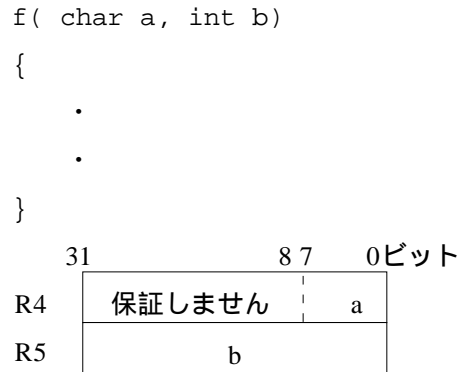 f( char a, int b)
{
.
.
}
31 8 7 0ビット
R4 保証しません a
R5 b